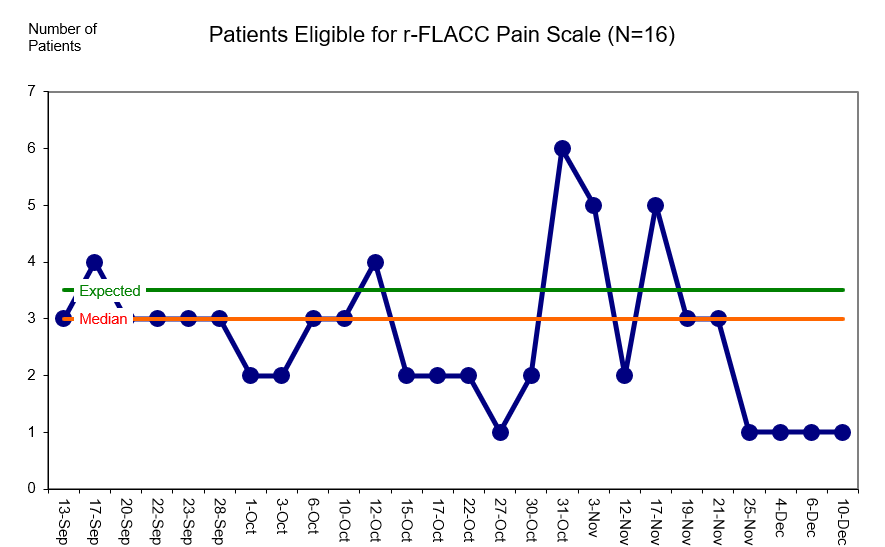 Number of
Patients
Patients Eligible for r-FLACC Pain Scale (N=16)
7
6
5
4
3
2
1
0
Expected
Median
13-Sep
17-Sep
20-Sep
22-Sep
23-Sep
28-Sep
1-Oct
3-Oct
6-Oct
10-Oct
12-Oct
15-Oct
17-Oct
22-Oct
27-Oct
30-Oct
31-Oct
3-Nov
12-Nov
17-Nov
19-Nov
21-Nov
25-Nov
4-Dec
6-Dec
10-Dec